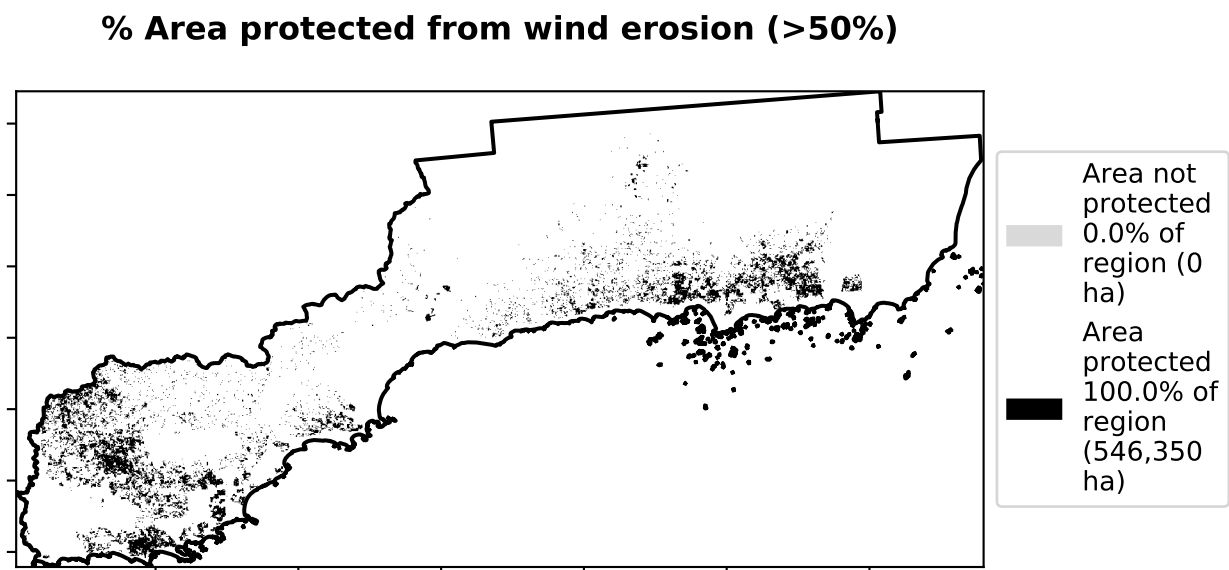 % Area protected from wind erosion (>50%)
Area not
protected
0.0% of
region (0
ha)
Area
protected
100.0% of
region
(546,350
ha)